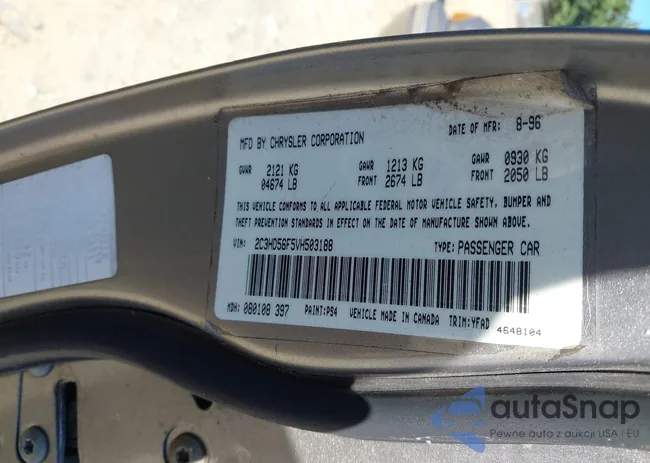 MFD BY CHRYSLER CORPORATION
DATE OF MFR: 8-96
GVWR 2121 KG 04674 LB
GAWR FRONT 1213 KG 2674 LB
GAWR FRONT 0930 KG 2050 LB
THIS VEHICLE CONFORMS TO ALL APPLICABLE FEDERAL MOTOR VEHICLE SAFETY, BUMPER AND
THEFT PREVENTION STANDARDS IN EFFECT ON THE DATE OF MANUFACTURE SHOWN ABOVE.
VIN: 2C3HD56F5VH503188 TYPE: PASSENGER CAR
MDH: 080108 397 PAINT: PS4 VEHICLE MADE IN CANADA TRIM: YFAD
4648104
autaSnap
Pewne auta z aukcji USA / EU